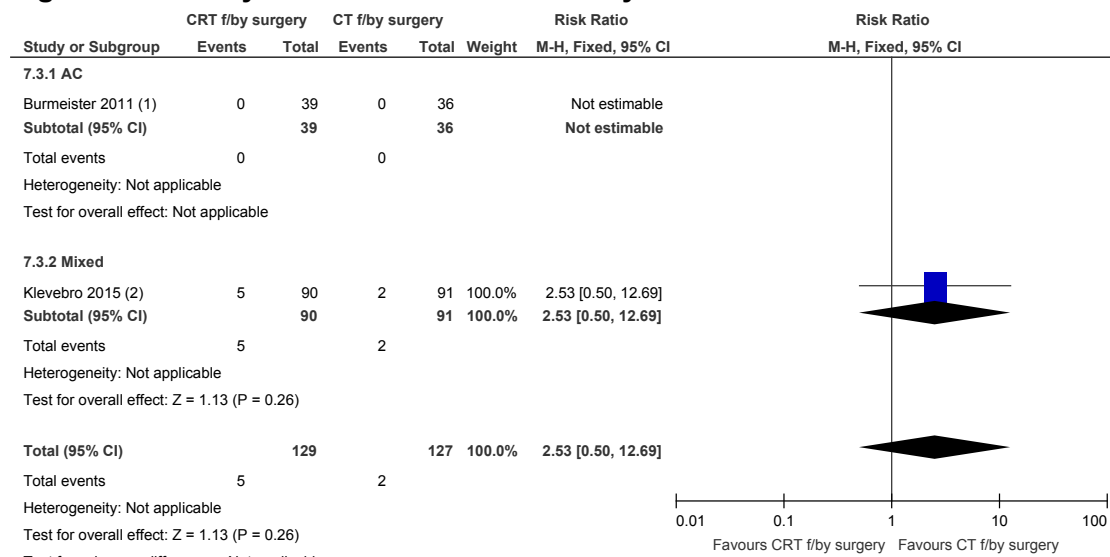 CRT f/by surgery CT f/by surgery Risk Ratio Risk Ratio
Study or Subgroup Events Total Events Total Weight M-H, Fixed, 95% CI M-H, Fixed, 95% CI
7.3.1 AC
Burmeister 2011 (1) 0 39 0 36 Not estimable
Subtotal (95% CI) 39 36 Not estimable
Total events 0 0
Heterogeneity: Not applicable
Test for overall effect: Not applicable
7.3.2 Mixed
Klevebro 2015 (2) 5 90 2 91 100.0% 2.53 [0.50, 12.69]
Subtotal (95% CI) 90 91 100.0% 2.53 [0.50, 12.69]
Total events 5 2
Heterogeneity: Not applicable
Test for overall effect: Z = 1.13 (P = 0.26)
Total (95% CI) 129 127 100.0% 2.53 [0.50, 12.69]
Total events 5 2
Heterogeneity: Not applicable
Test for overall effect: Z = 1.13 (P = 0.26)
0.01 0.1 1 10 100
Favours CRT f/by surgery Favours CT f/by surgery